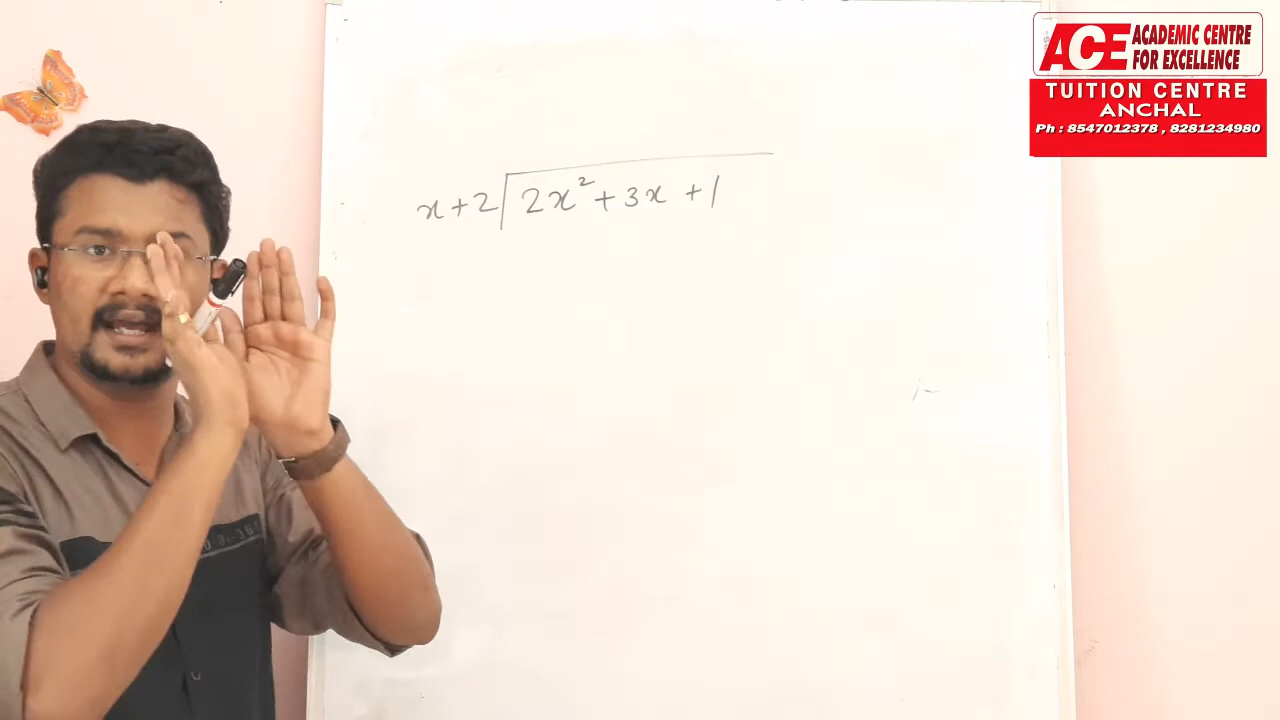 ACE ACADEMIC CENTRE
FOR EXCELLENCE
TUITION CENTRE
ANCHAL
Ph : 8547012378 , 8281234980
x+2 2x²+3x +1